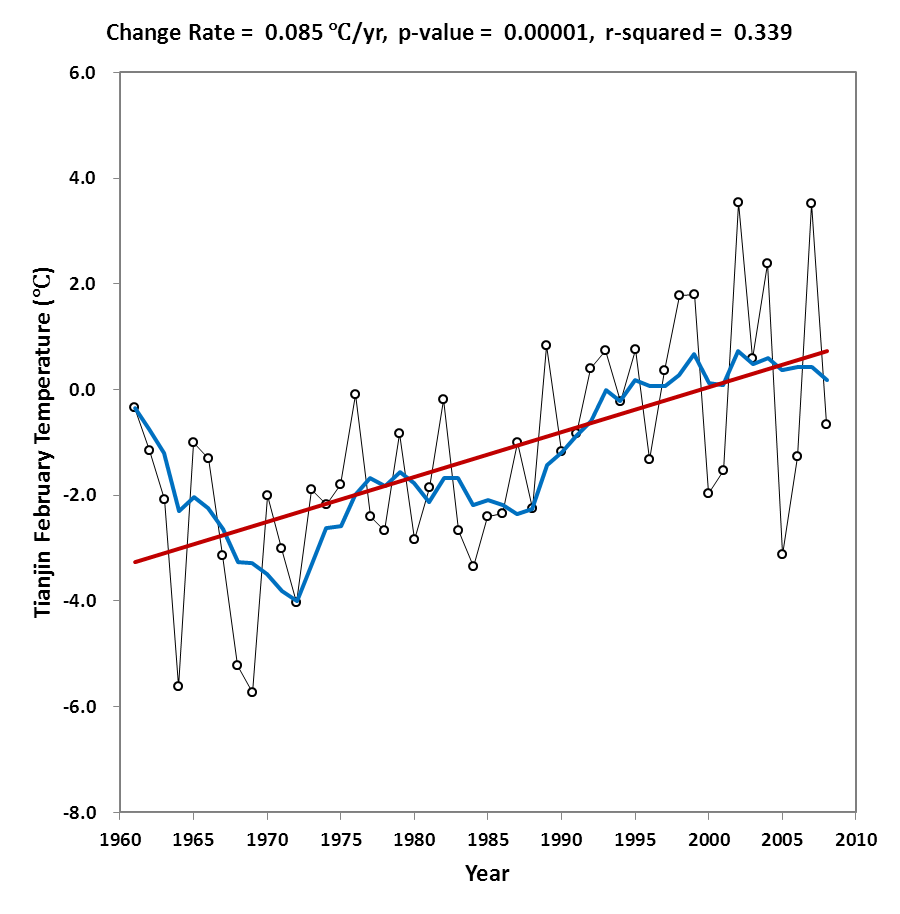 Change Rate = 0.085 ℃/yr, p-value = 0.00001, r-squared = 0.339
6.0
4.0
2.0
0.0
-2.0
-4.0
-6.0
-8.0
Tianjin February Temperature (℃)
1960 1965 1970 1975 1980 1985 1990 1995 2000 2005 2010
Year